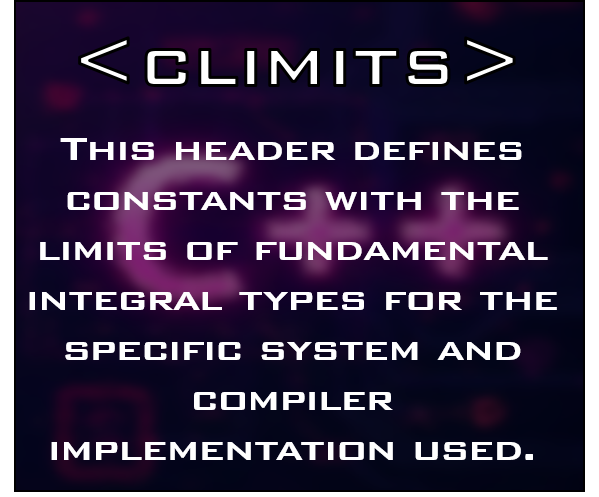 <CLIMITS>
This header defines
constants with the
limits of fundamental
integral types for the
specific system and
compiler
implementation used.
C++